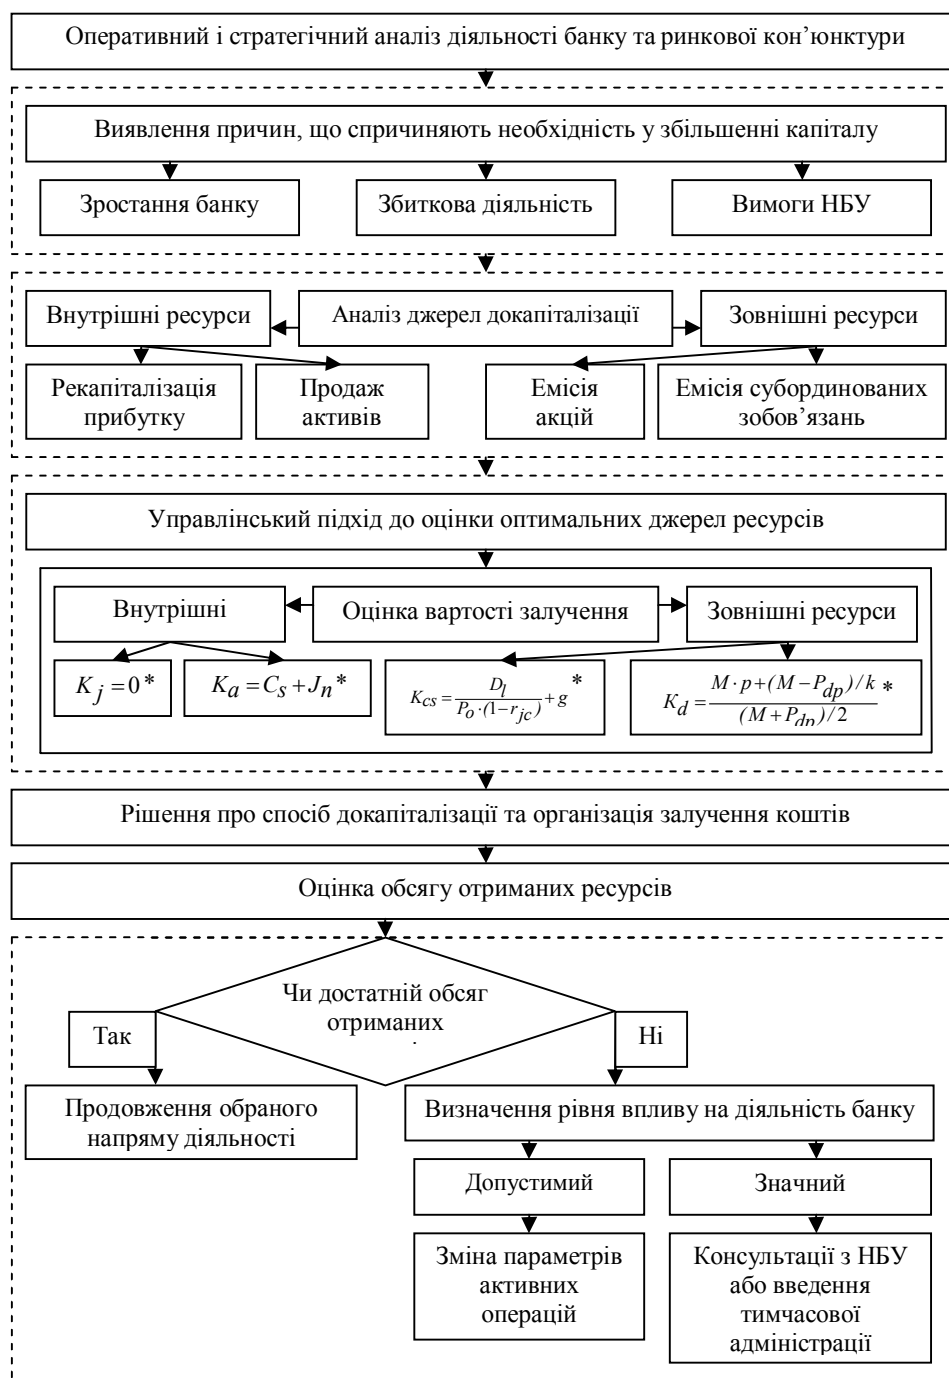 Оперативний і стратегічний аналіз діяльності банку та ринкової кон’юнктури
Виявлення причин, що спричиняють необхідність у збільшенні капіталу
Зростання банку
Збиткова діяльність
Вимоги НБУ
Внутрішні ресурси
Аналіз джерел докапіталізації
Зовнішні ресурси
Рекапіталізація
прибутку
Продаж
активів
Емісія
акцій
Емісія субординованих
зобов’язань
Управлінський підхід до оцінки оптимальних джерел ресурсів
Внутрішні
Оцінка вартості залучення
Зовнішні ресурси
K_j = 0 *
K_a = C_s + J_n *
K_cs = D_l / (P_o · (1 − r_jc)) + g *
K_d = (M · p + (M − P_dp) / k) / ((M + P_dp) / 2) *
Рішення про спосіб докапіталізації та організація залучення коштів
Оцінка обсягу отриманих ресурсів
Чи достатній обсяг
отриманих
Так
Ні
Продовження обраного
напряму діяльності
Визначення рівня впливу на діяльність банку
Допустимий
Значний
Зміна параметрів
активних
операцій
Консультації з НБУ
або введення
тимчасової
адміністрації